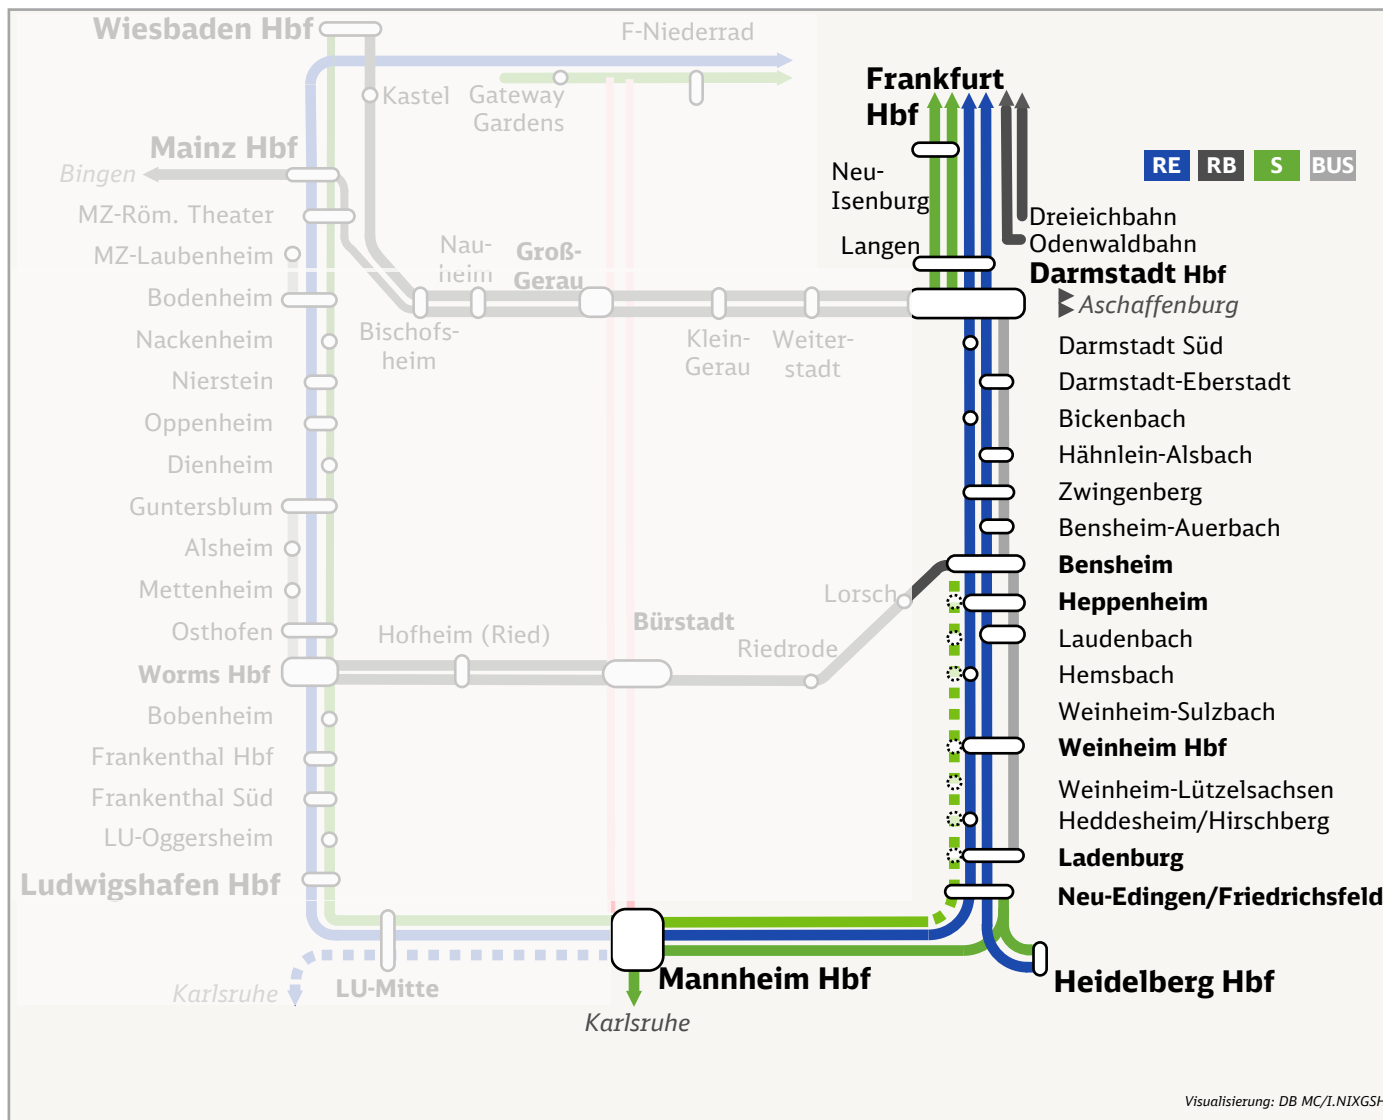 Wiesbaden Hbf
F-Niederrad
Kastel
Gateway
Gardens
Frankfurt
Hbf
Mainz Hbf
Bingen
MZ-Röm. Theater
MZ-Laubenheim
Bodenheim
Nackenheim
Nierstein
Oppenheim
Dienheim
Guntersblum
Alsheim
Mettenheim
Osthofen
Worms Hbf
Bobenheim
Frankenthal Hbf
Frankenthal Süd
LU-Oggersheim
Ludwigshafen Hbf
Karlsruhe
LU-Mitte
Bischofs-
heim
Nau-
heim
Groß-
Gerau
Klein-
Gerau
Weiter-
stadt
Hofheim (Ried)
Bürstadt
Riedrode
Lorsch
Neu-
Isenburg
Langen
RE RB S BUS
Dreieichbahn
Odenwaldbahn
Darmstadt Hbf
Aschaffenburg
Darmstadt Süd
Darmstadt-Eberstadt
Bickenbach
Hähnlein-Alsbach
Zwingenberg
Bensheim-Auerbach
Bensheim
Heppenheim
Laudenbach
Hemsbach
Weinheim-Sulzbach
Weinheim Hbf
Weinheim-Lützelsachsen
Heddesheim/Hirschberg
Ladenburg
Neu-Edingen/Friedrichsfeld
Mannheim Hbf
Heidelberg Hbf
Karlsruhe
Visualisierung: DB MC/I.NIXGSH